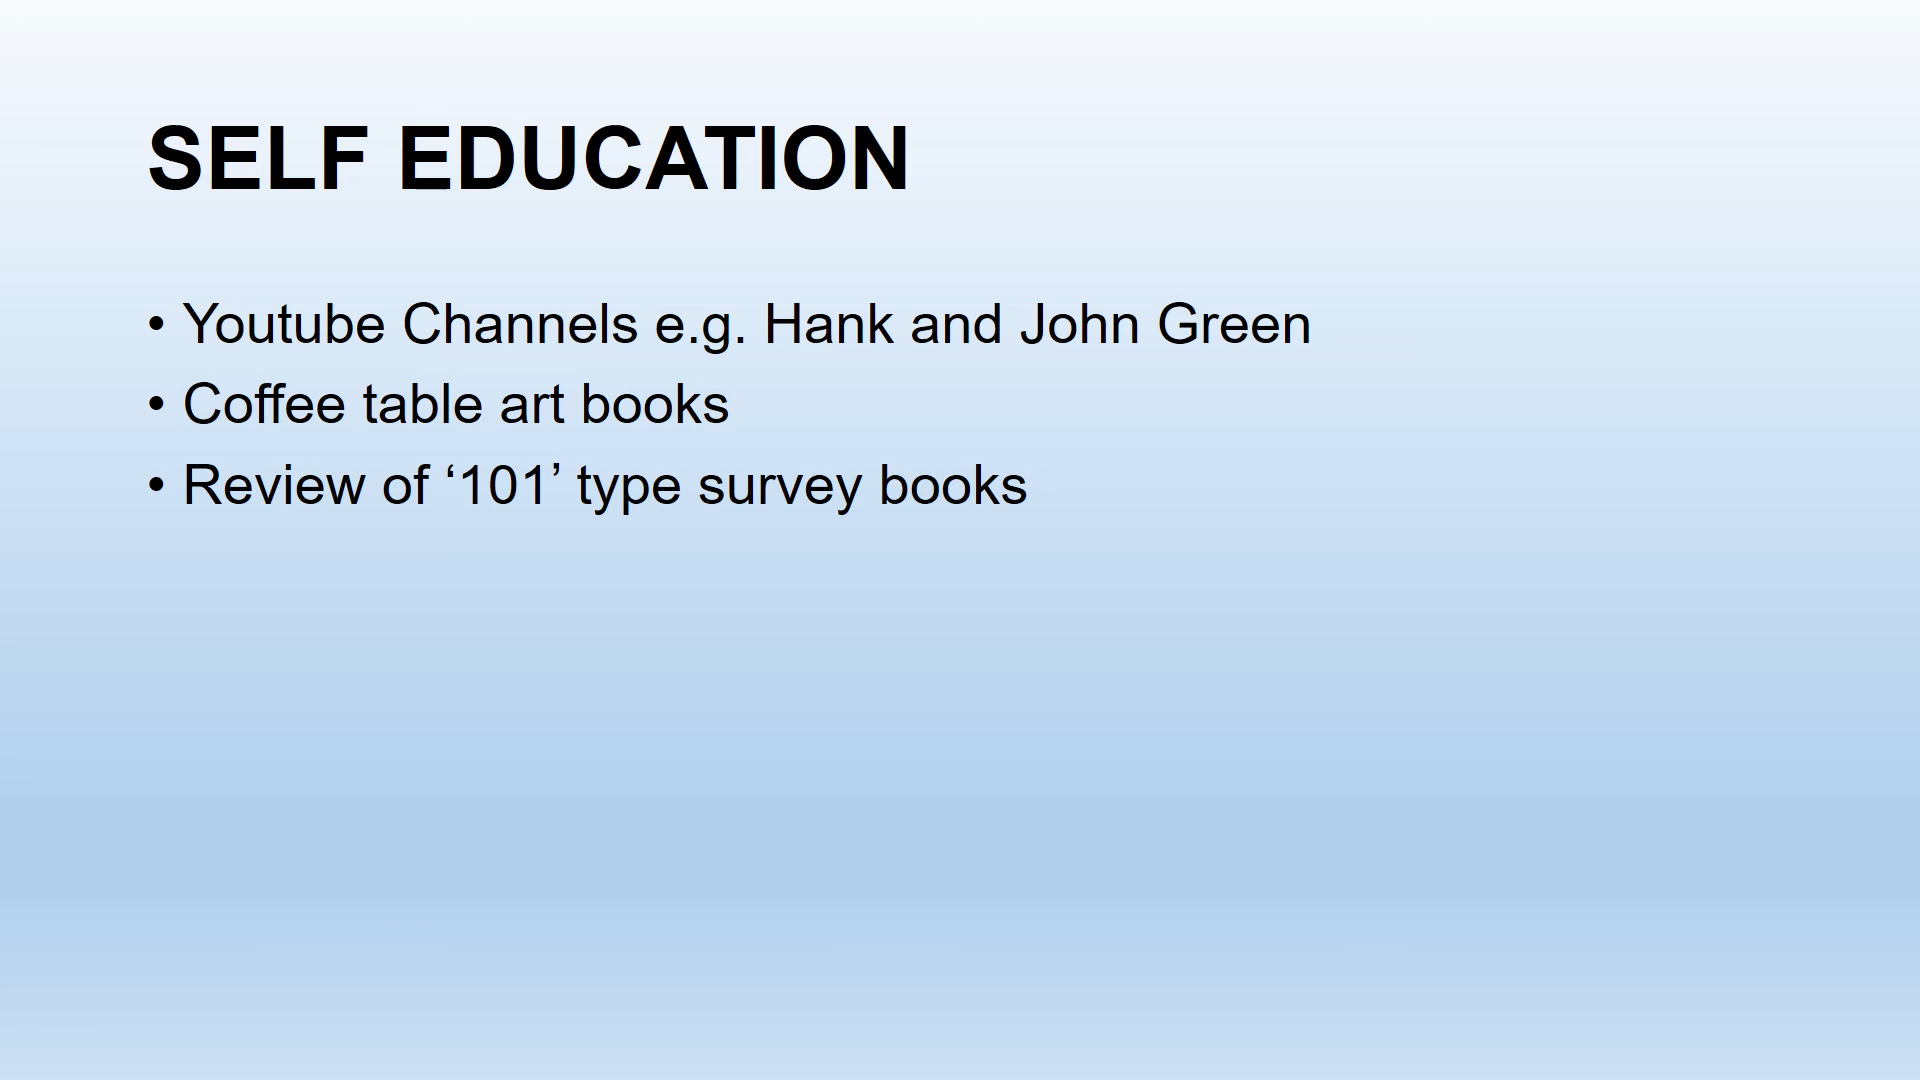 SELF EDUCATION
• Youtube Channels e.g. Hank and John Green
• Coffee table art books
• Review of ‘101’ type survey books